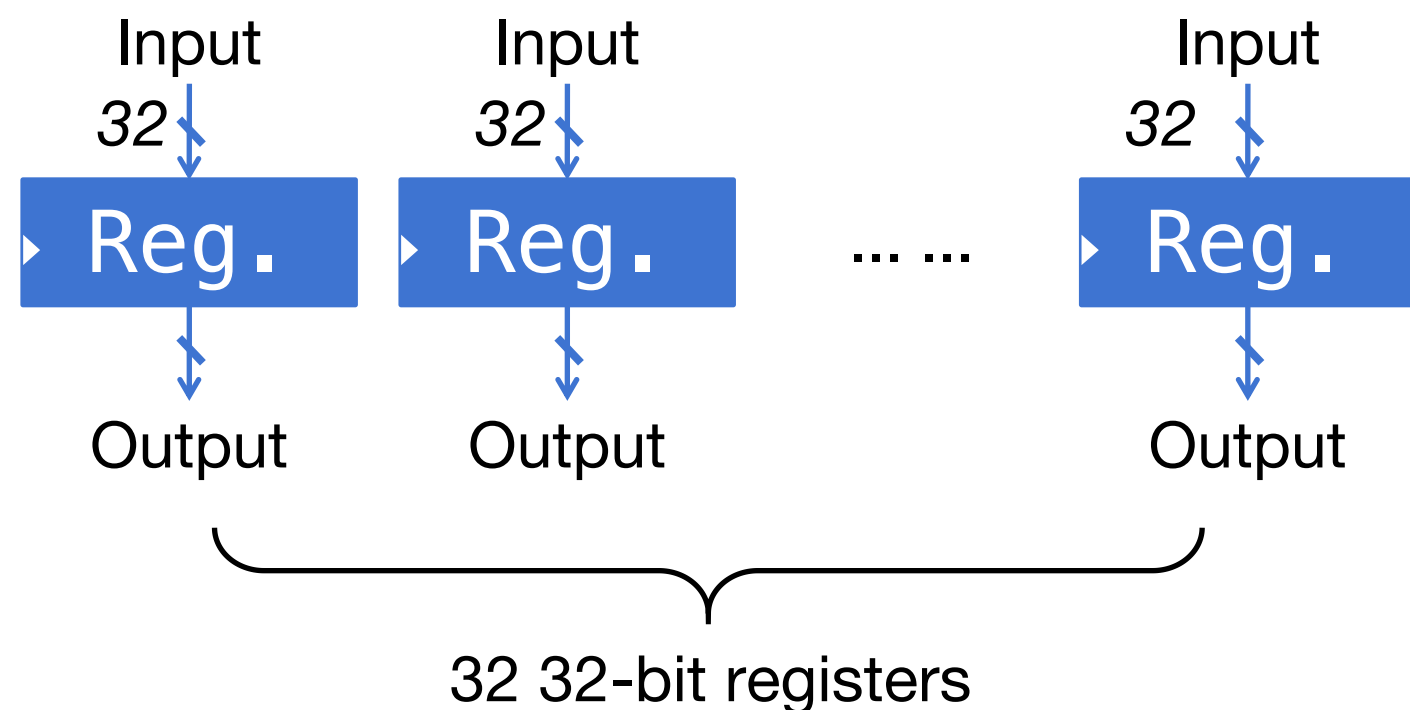 Input Input Input
32 32 32
Reg. Reg. ... ... Reg.
Output Output Output
32 32-bit registers